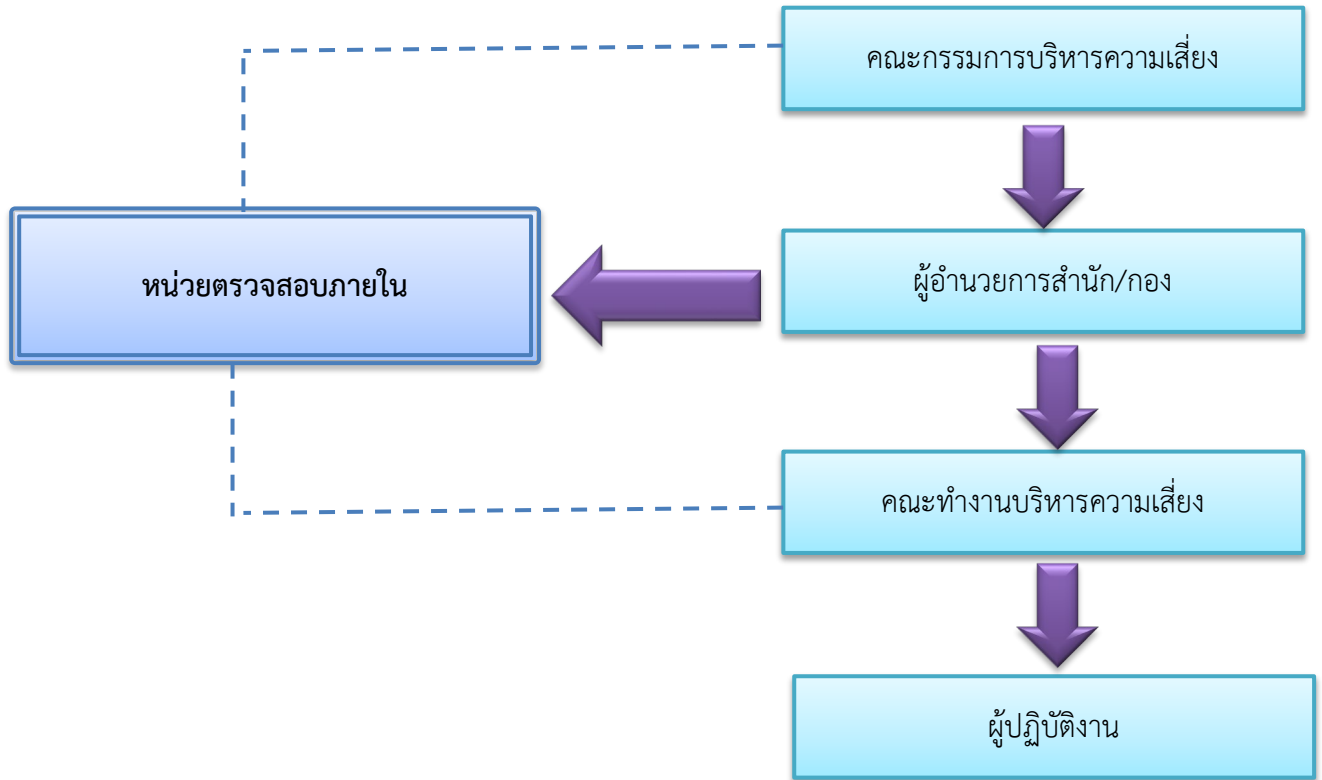 คณะกรรมการบริหารความเสี่ยง
หน่วยตรวจสอบภายใน
ผู้อำนวยการสำนัก/กอง
คณะทำงานบริหารความเสี่ยง
ผู้ปฏิบัติงาน